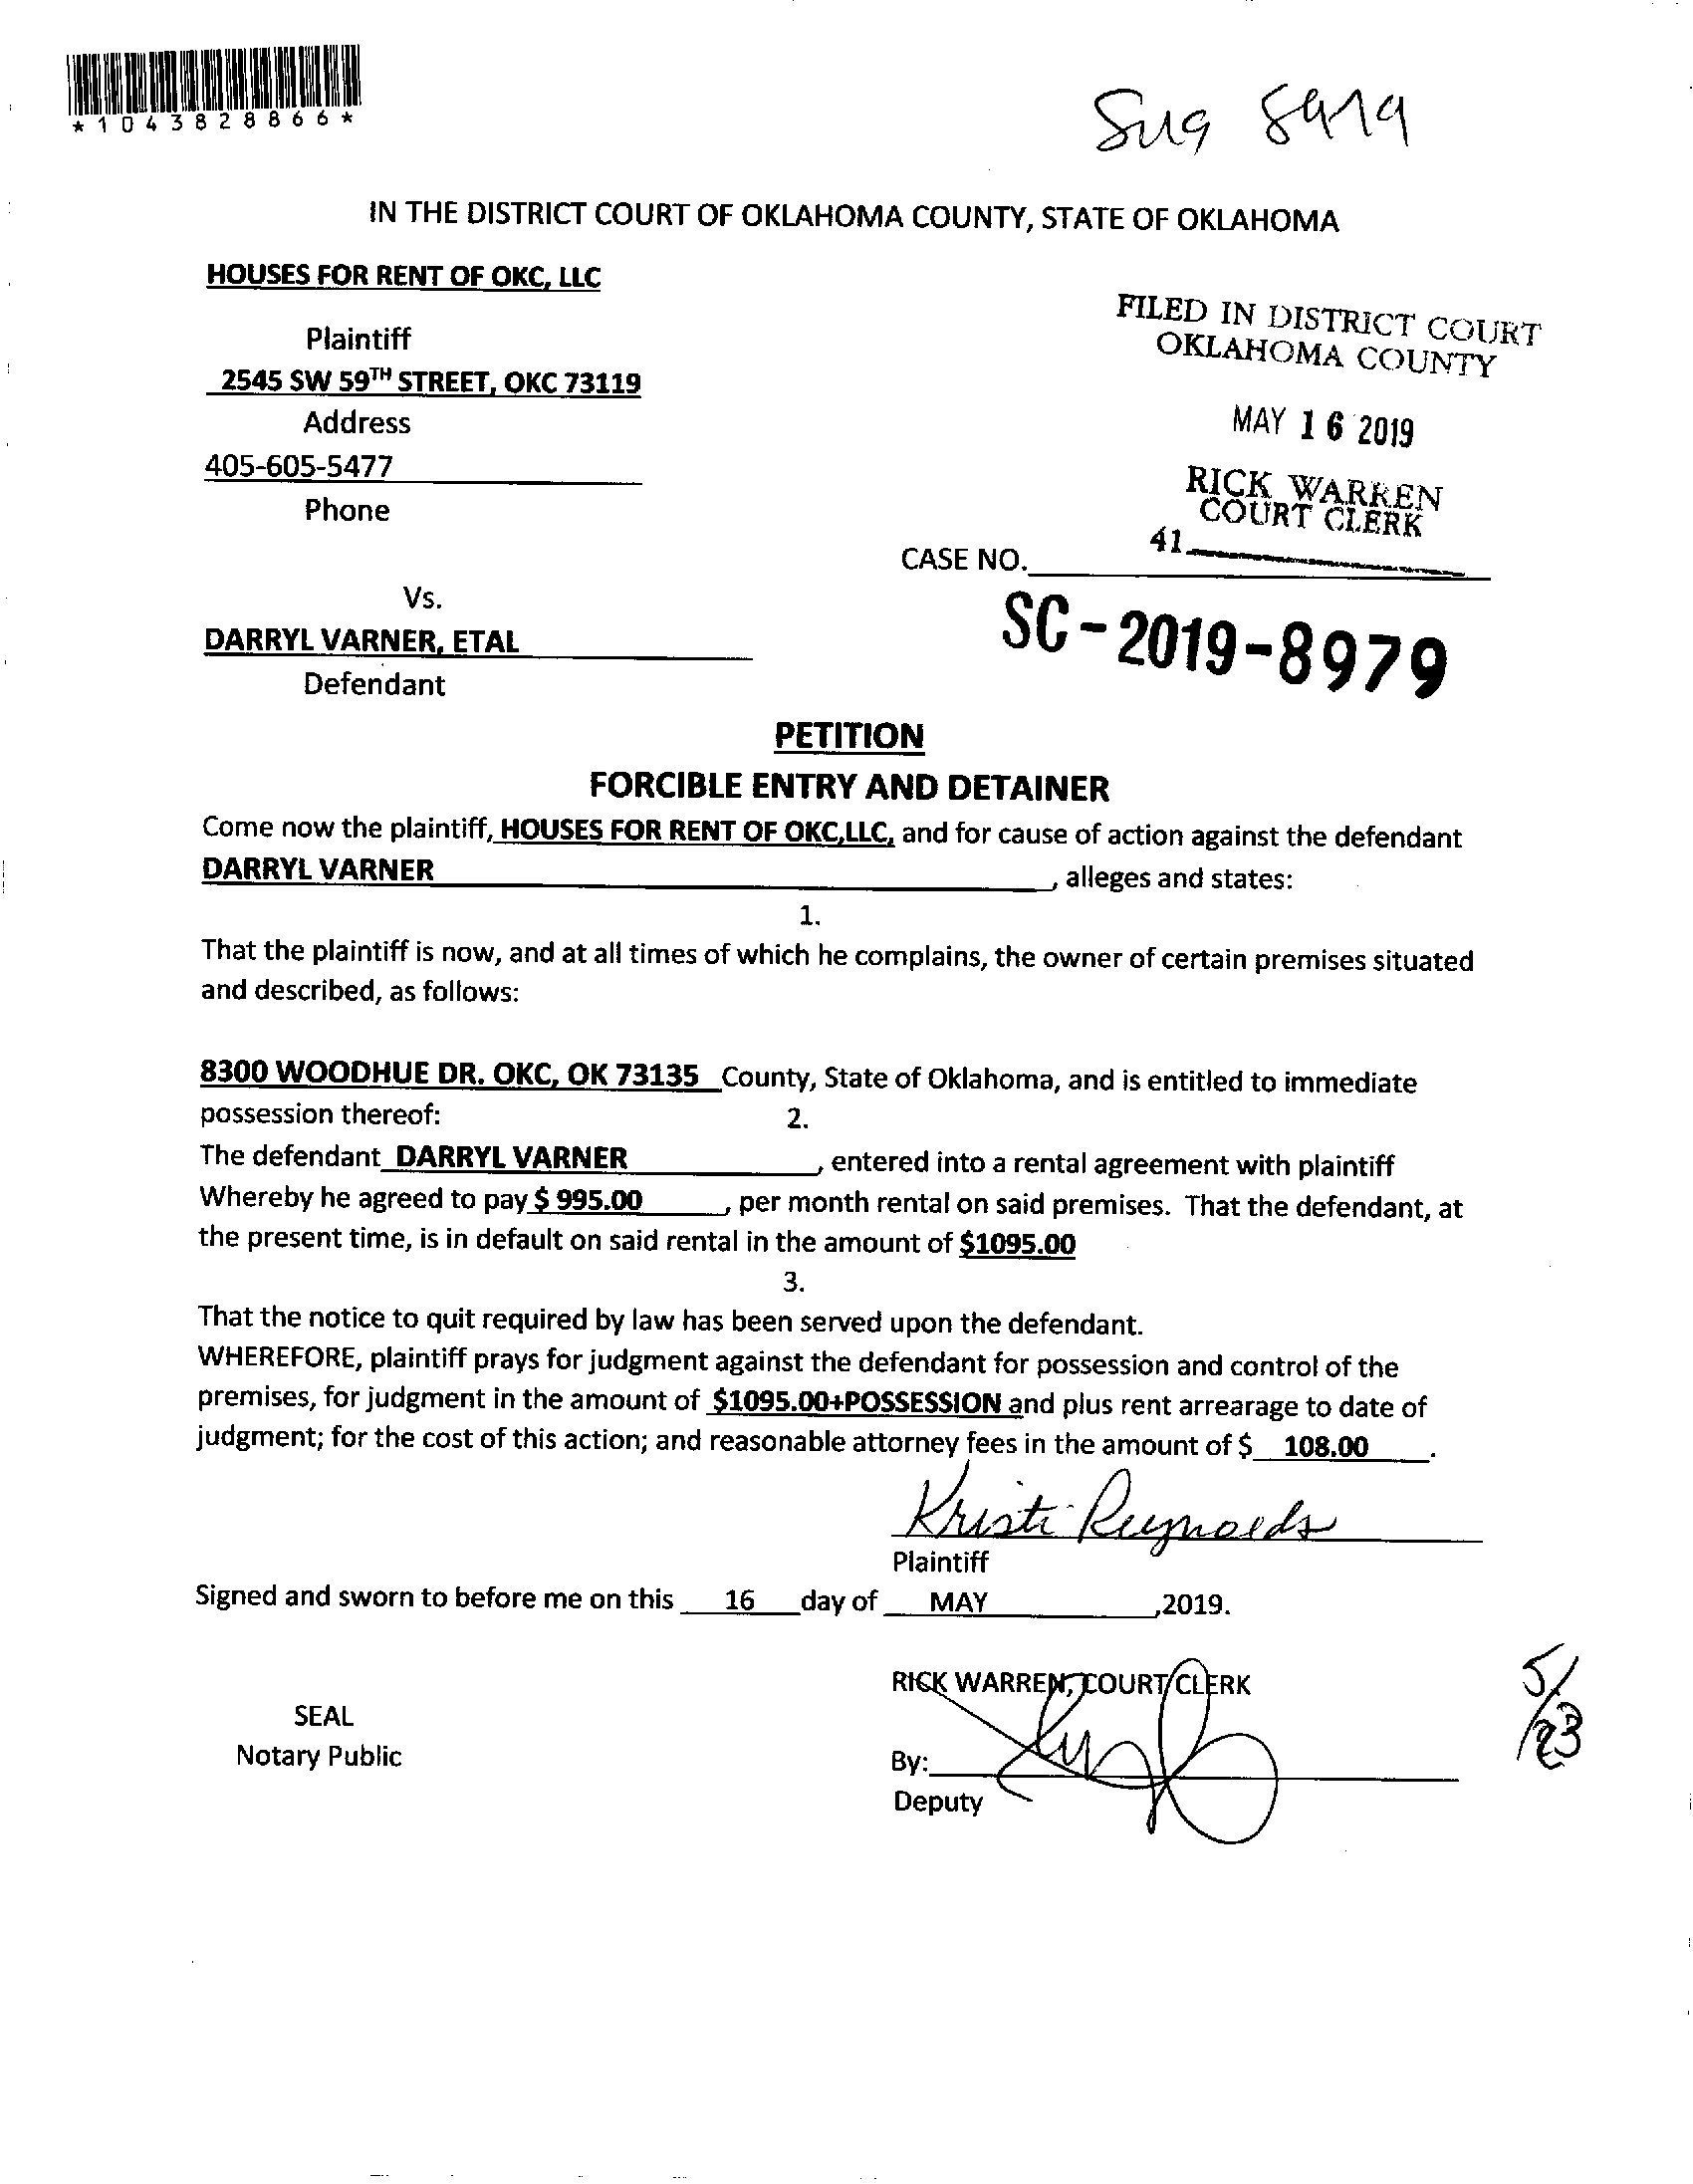 *1043828866*
IN THE DISTRICT COURT OF OKLAHOMA COUNTY, STATE OF OKLAHOMA
HOUSES FOR RENT OF OKC, LLC
Plaintiff
2545 SW 59TH STREET, OKC 73119
Address
405-605-5477
Phone
FILED IN DISTRICT COURT
OKLAHOMA COUNTY
MAY 16 2019
RICK WARREN
COURT CLERK
41
CASE NO.
SC-2019-8979
Vs.
DARRYL VARNER, ETAL
Defendant
PETITION
FORCIBLE ENTRY AND DETAINER
Come now the plaintiff, HOUSES FOR RENT OF OKC,LLC, and for cause of action against the defendant
DARRYL VARNER, alleges and states:
1.
That the plaintiff is now, and at all times of which he complains, the owner of certain premises situated
and described, as follows:
8300 WOODHUE DR. OKC, OK 73135 County, State of Oklahoma, and is entitled to immediate
possession thereof:
2.
The defendant DARRYL VARNER, entered into a rental agreement with plaintiff
Whereby he agreed to pay $ 995.00, per month rental on said premises. That the defendant, at
the present time, is in default on said rental in the amount of $1095.00
3.
That the notice to quit required by law has been served upon the defendant.
WHEREFORE, plaintiff prays for judgment against the defendant for possession and control of the
premises, for judgment in the amount of $1095.00+POSSESSION and plus rent arrearage to date of
judgment; for the cost of this action; and reasonable attorney fees in the amount of $ 108.00.
Kristi Reynolds
Plaintiff
Signed and sworn to before me on this 16 day of MAY ,2019.
RICK WARREN, COURT CLERK
SEAL
Notary Public
By:
Deputy
5/23